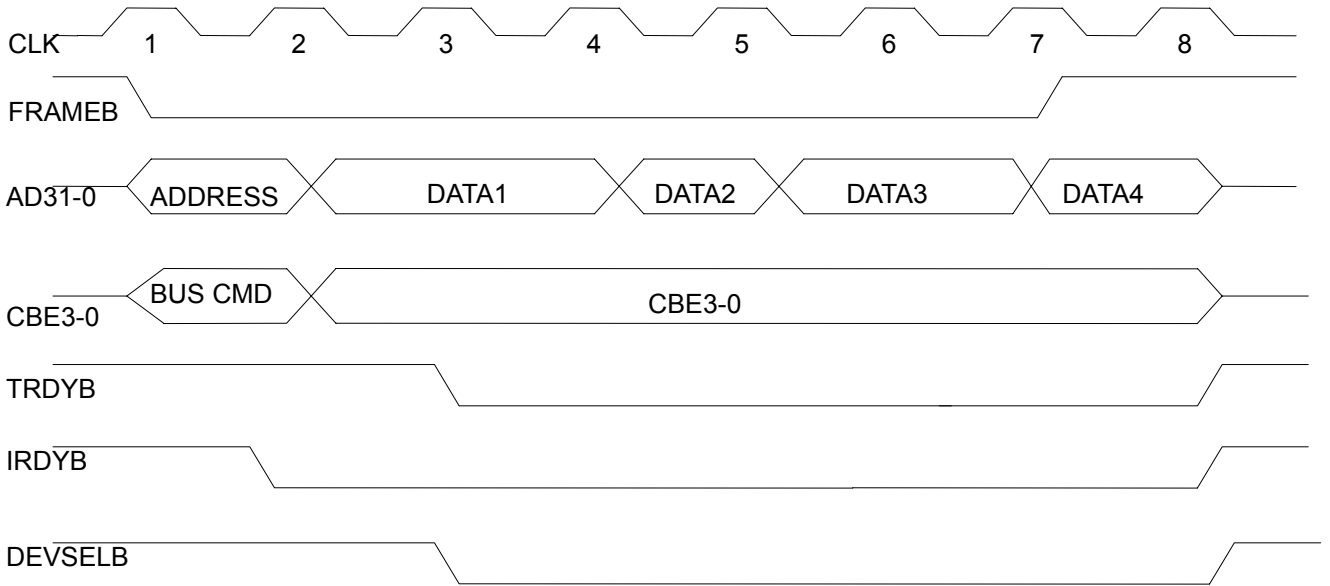 CLK 1 2 3 4 5 6 7 8
FRAMEB
AD31-0 ADDRESS DATA1 DATA2 DATA3 DATA4
BUS CMD CBE3-0
CBE3-0
TRDYB
IRDYB
DEVSELB